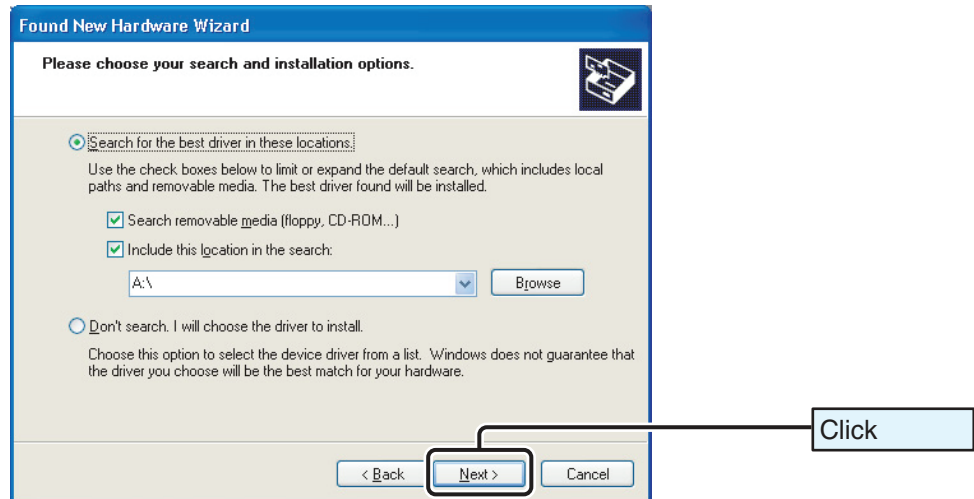 Found New Hardware Wizard
Please choose your search and installation options.
Search for the best driver in these locations.
Use the check boxes below to limit or expand the default search, which includes local
paths and removable media. The best driver found will be installed.
Search removable media (floppy, CD-ROM...)
Include this location in the search:
A:\
Browse
Don't search. I will choose the driver to install.
Choose this option to select the device driver from a list. Windows does not guarantee that
the driver you choose will be the best match for your hardware.
Click
< Back
Next >
Cancel